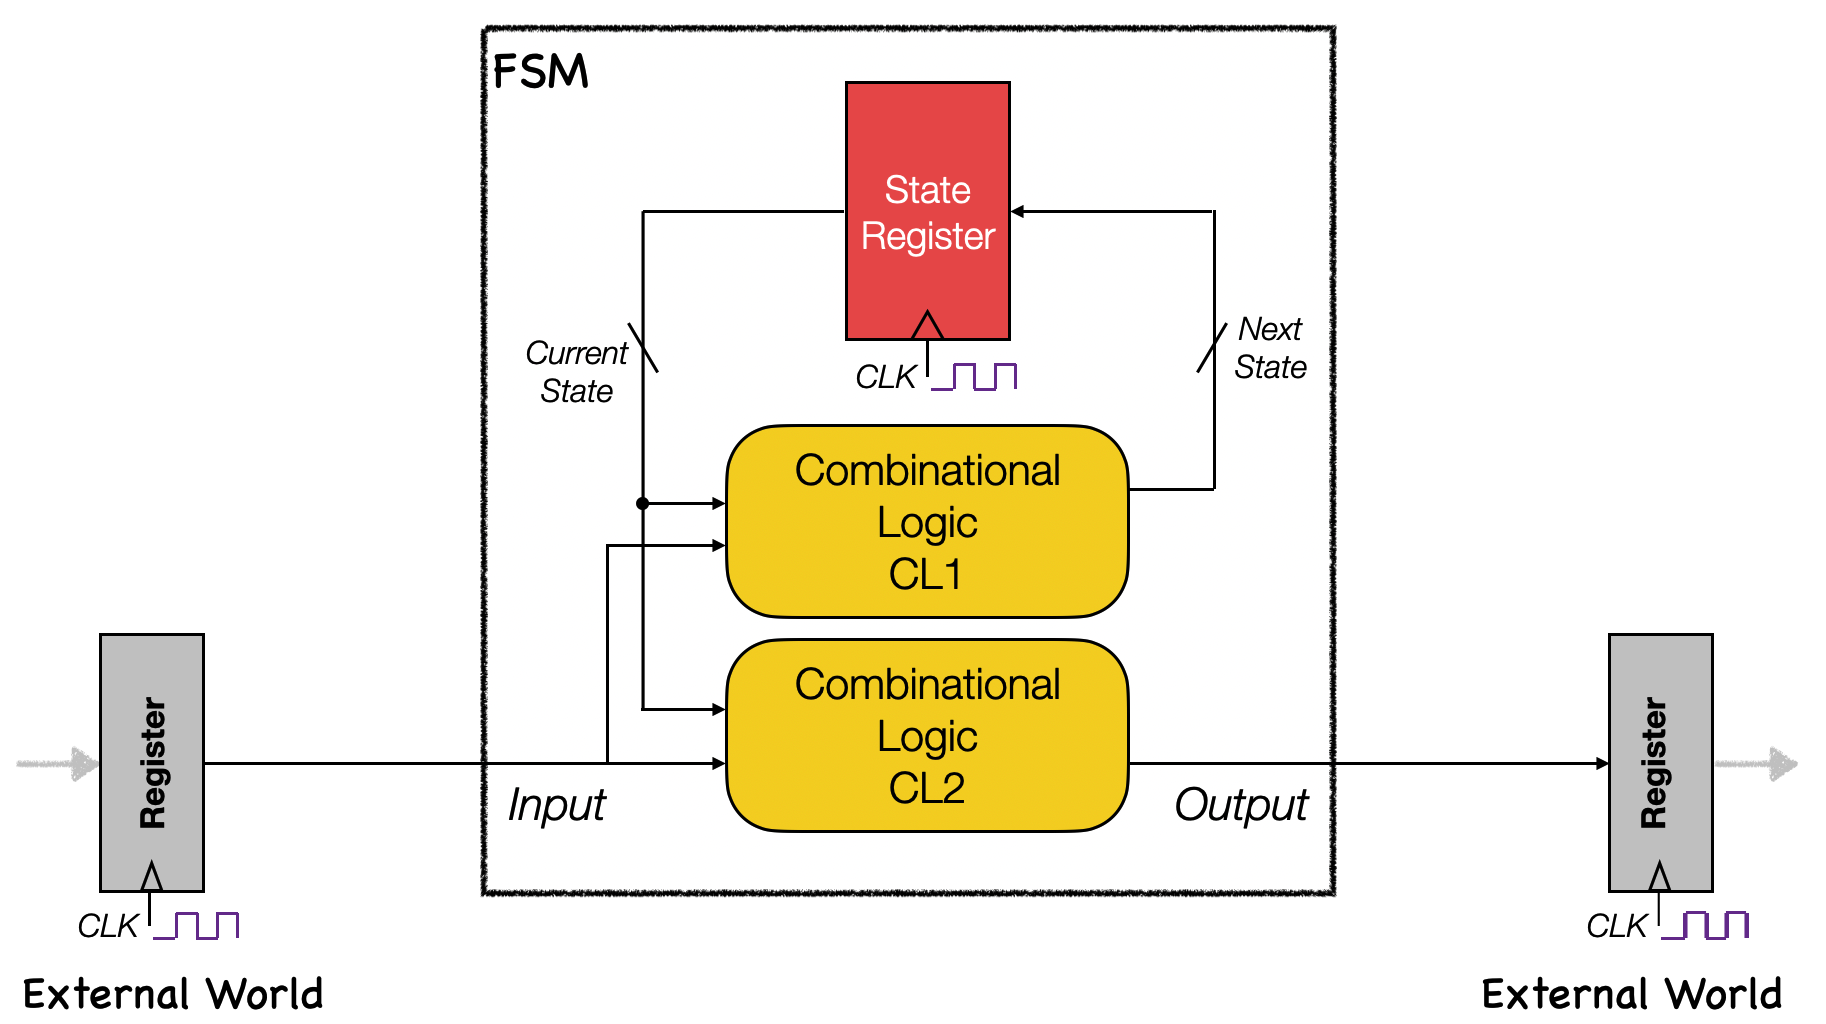 FSM
State
Register
CLK
Current
State
Next
State
Combinational
Logic
CL1
Combinational
Logic
CL2
Register
Input
Output
Register
CLK
CLK
External World
External World